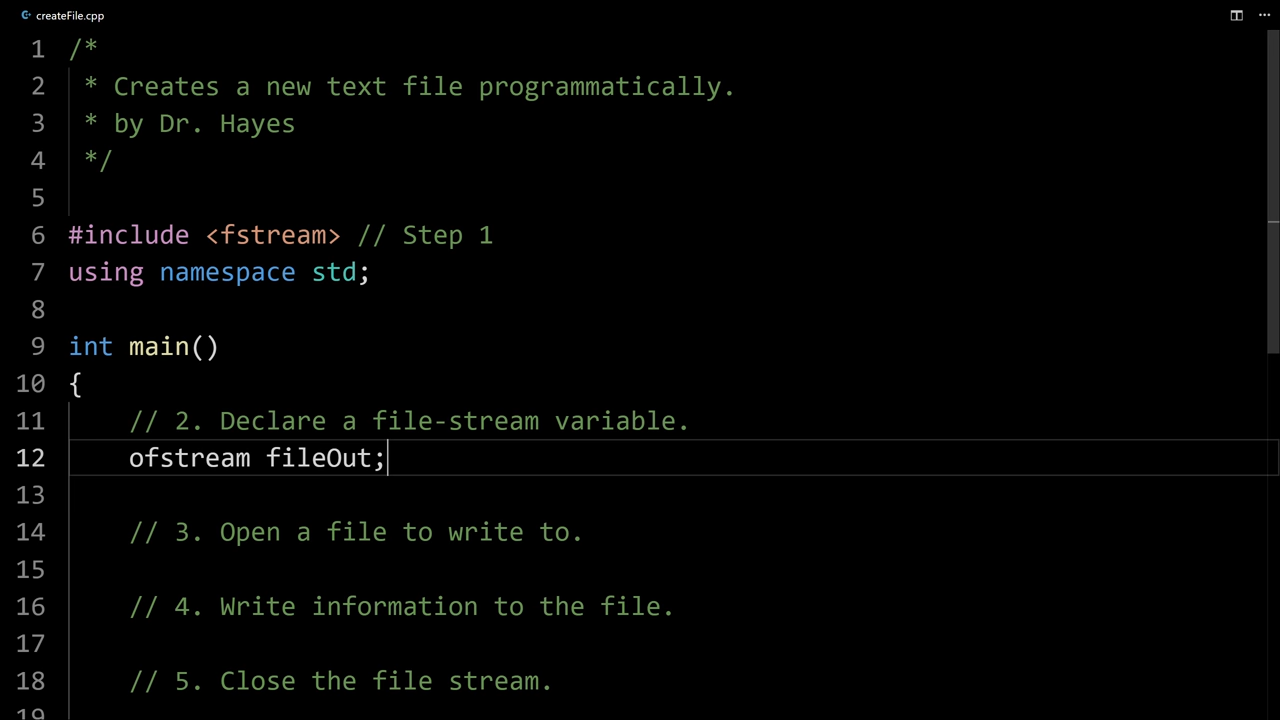 createFile.cpp
1 /*
2 * Creates a new text file programmatically.
3 * by Dr. Hayes
4 */
5
6 #include <fstream> // Step 1
7 using namespace std;
8
9 int main()
10 {
11 // 2. Declare a file-stream variable.
12 ofstream fileOut;
13
14 // 3. Open a file to write to.
15
16 // 4. Write information to the file.
17
18 // 5. Close the file stream.
19